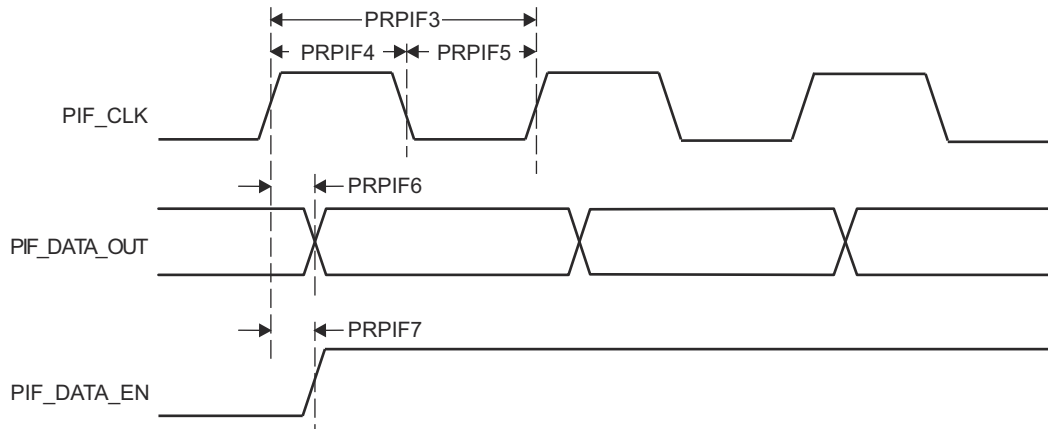 PRPIF3
PRPIF4
PRPIF5
PIF_CLK
PRPIF6
PIF_DATA_OUT
PRPIF7
PIF_DATA_EN